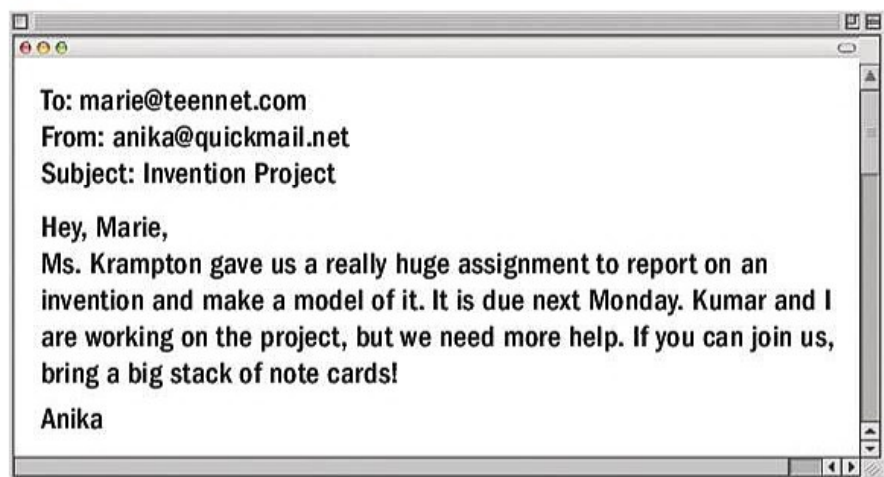 To: marie@teennet.com
From: anika@quickmail.net
Subject: Invention Project
Hey, Marie,
Ms. Krampton gave us a really huge assignment to report on an
invention and make a model of it. It is due next Monday. Kumar and I
are working on the project, but we need more help. If you can join us,
bring a big stack of note cards!
Anika